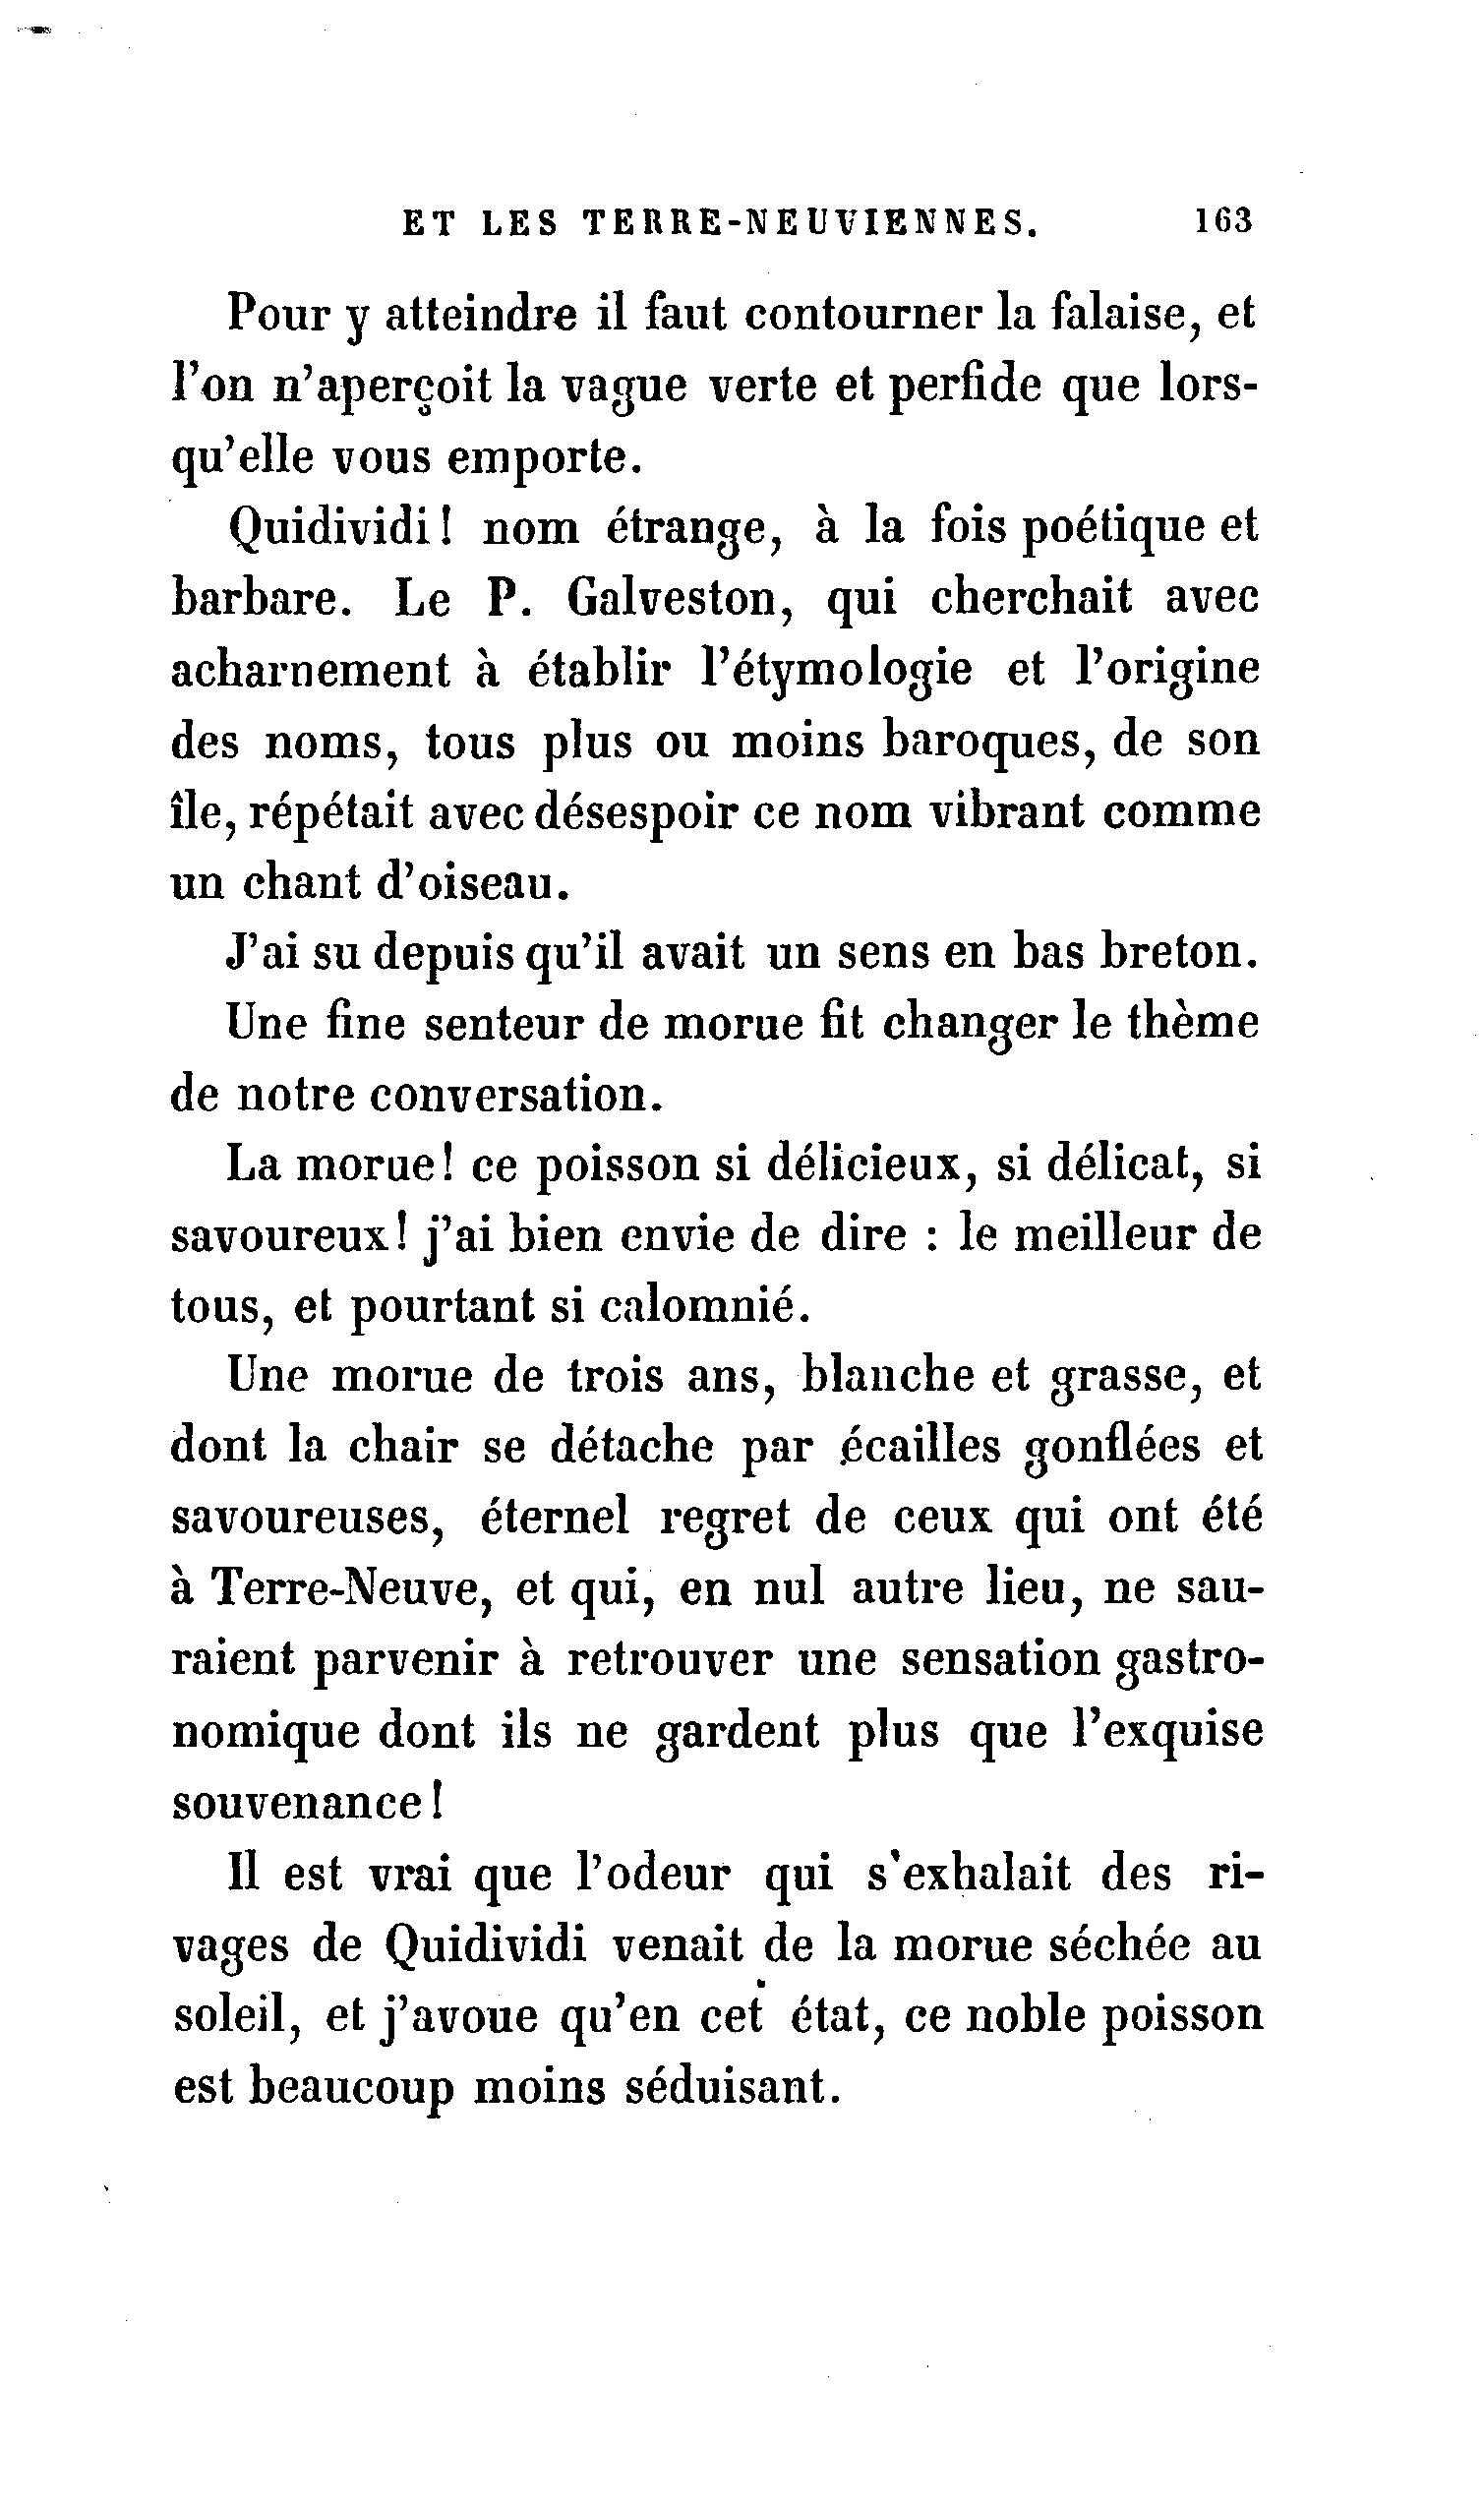 ET LES TERRE-NEUVIENNES. 163
Pour y atteindre il faut contourner la falaise, et
l'on n'aperçoit la vague verte et perfide que lors-
qu'elle vous emporte.
Quidividi! nom étrange, à la fois poétique et
barbare. Le P. Galveston, qui cherchait avec
acharnement à établir l'étymologie et l'origine
des noms, tous plus ou moins baroques, de son
île, répétait avec désespoir ce nom vibrant comme
un chant d'oiseau.
J'ai su depuis qu'il avait un sens en bas breton.
Une fine senteur de morue fit changer le thème
de notre conversation.
La morue! ce poisson si délicieux, si délicat, si
savoureux! j'ai bien envie de dire : le meilleur de
tous, et pourtant si calomnié.
Une morue de trois ans, blanche et grasse, et
dont la chair se détache par écailles gonflées et
savoureuses, éternel regret de ceux qui ont été
à Terre-Neuve, et qui, en nul autre lieu, ne sau-
raient parvenir à retrouver une sensation gastro-
nomique dont ils ne gardent plus que l'exquise
souvenance!
Il est vrai que l'odeur qui s'exhalait des ri-
vages de Quidividi venait de la morue séchée au
soleil, et j'avoue qu'en cet état, ce noble poisson
est beaucoup moins séduisant.